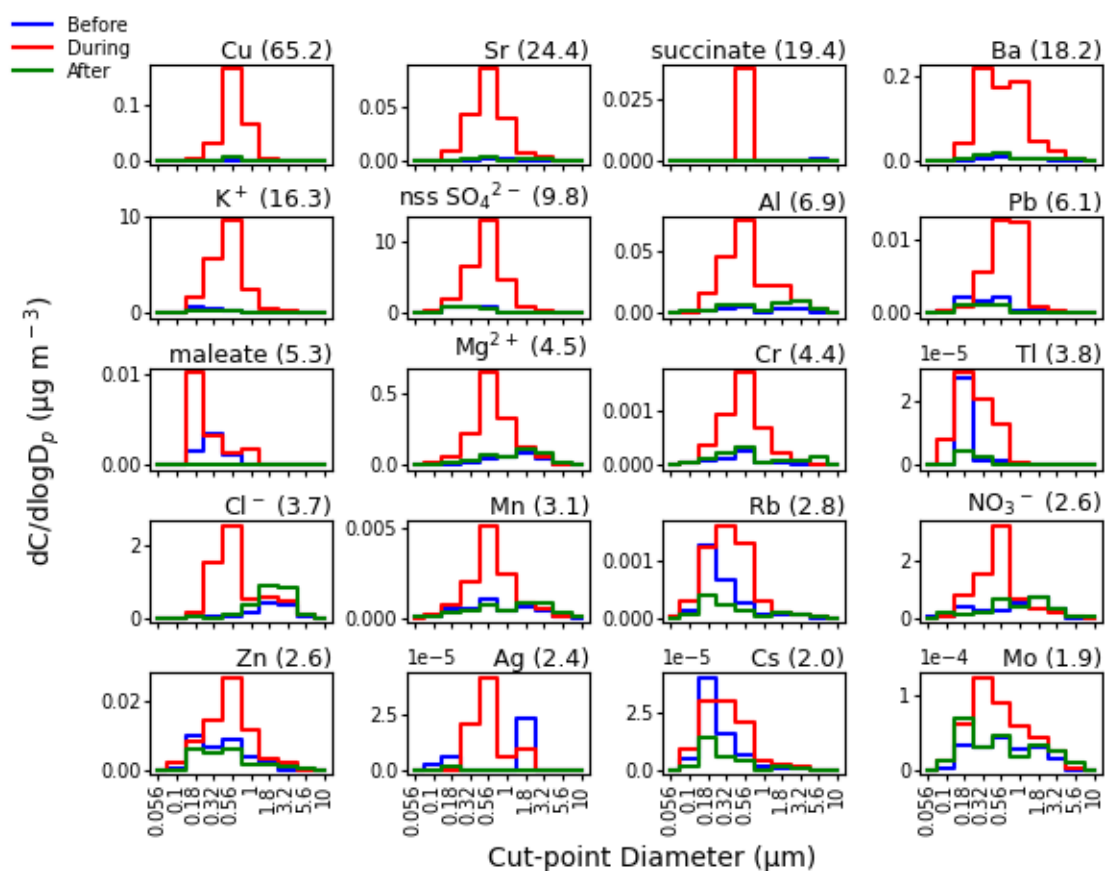 Before
During
After
Cu (65.2)
Sr (24.4)
succinate (19.4)
Ba (18.2)
0.1
0.0
0.05
0.00
0.025
0.000
0.2
0.0
K⁺ (16.3)
nss SO₄²⁻ (9.8)
Al (6.9)
Pb (6.1)
10
0
10
0
0.05
0.00
0.01
0.00
maleate (5.3)
Mg²⁺ (4.5)
Cr (4.4)
1e-5
Tl (3.8)
0.01
0.00
0.5
0.0
0.001
0.000
2
0
Cl⁻ (3.7)
Mn (3.1)
Rb (2.8)
NO₃⁻ (2.6)
2
0
0.005
0.000
0.001
0.000
2
0
Zn (2.6)
1e-5
Ag (2.4)
1e-5
Cs (2.0)
1e-4
Mo (1.9)
0.02
0.00
2.5
0.0
2.5
0.0
1
0
0.056
0.1
0.18
0.32
0.56
1
1.8
3.2
5.6
10
0.056
0.1
0.18
0.32
0.56
1
1.8
3.2
5.6
10
0.056
0.1
0.18
0.32
0.56
1
1.8
3.2
5.6
10
0.056
0.1
0.18
0.32
0.56
1
1.8
3.2
5.6
10
dC/dlogDₚ (μg m⁻³)
Cut-point Diameter (μm)